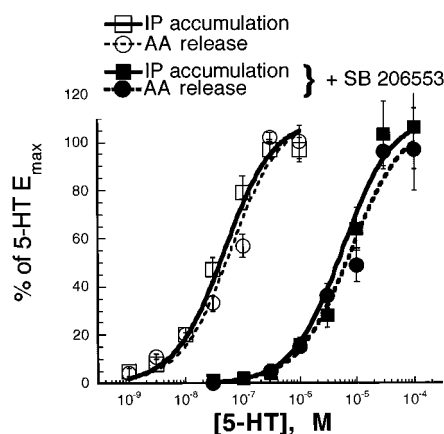 IP accumulation
AA release
IP accumulation
AA release
} + SB 206553
% of 5-HT Emax
120
100
80
60
40
20
0
10-9 10-8 10-7 10-6 10-5 10-4
[5-HT], M